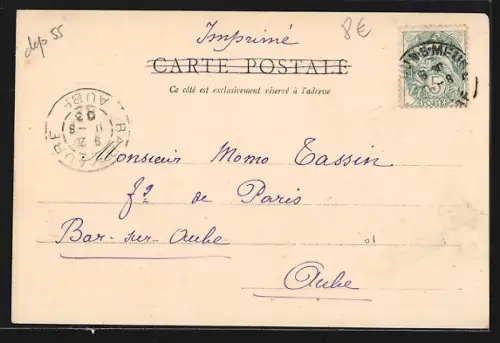 dep 55
8€
Imprimé
CARTE POSTALE
Ce côté est exclusivement réservé à l'adresse
Monsieur Momo Tassin
fg de Paris
Bar-sur-Aube
Aube